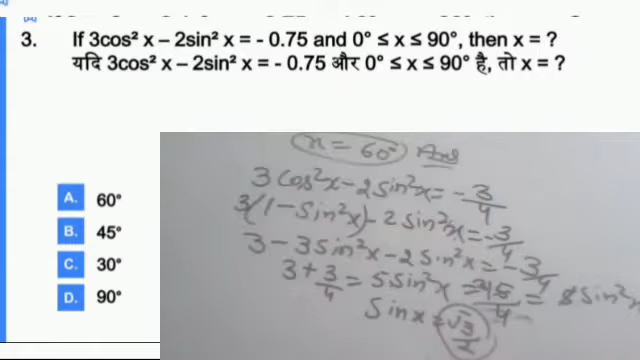 3. If 3cos² x – 2sin² x = - 0.75 and 0° ≤ x ≤ 90°, then x = ?
यदि 3cos² x – 2sin² x = - 0.75 और 0° ≤ x ≤ 90° है, तो x = ?
A. 60°
B. 45°
C. 30°
D. 90°
x = 60° Ans
3 cos²x - 2 sin²x = -3/4
3(1 - sin²x) - 2 sin²x = -3/4
3 - 3 sin²x - 2 sin²x = -3/4
3 + 3/4 = 5 sin²x
sin x = √3/2